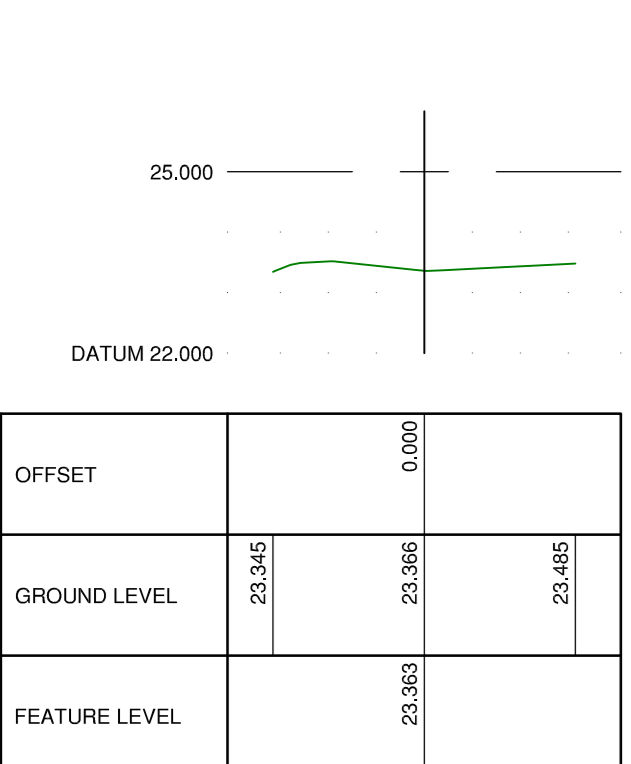 25.000
DATUM 22.000
OFFSET
0.000
GROUND LEVEL
23.345
23.366
23.485
FEATURE LEVEL
23.363